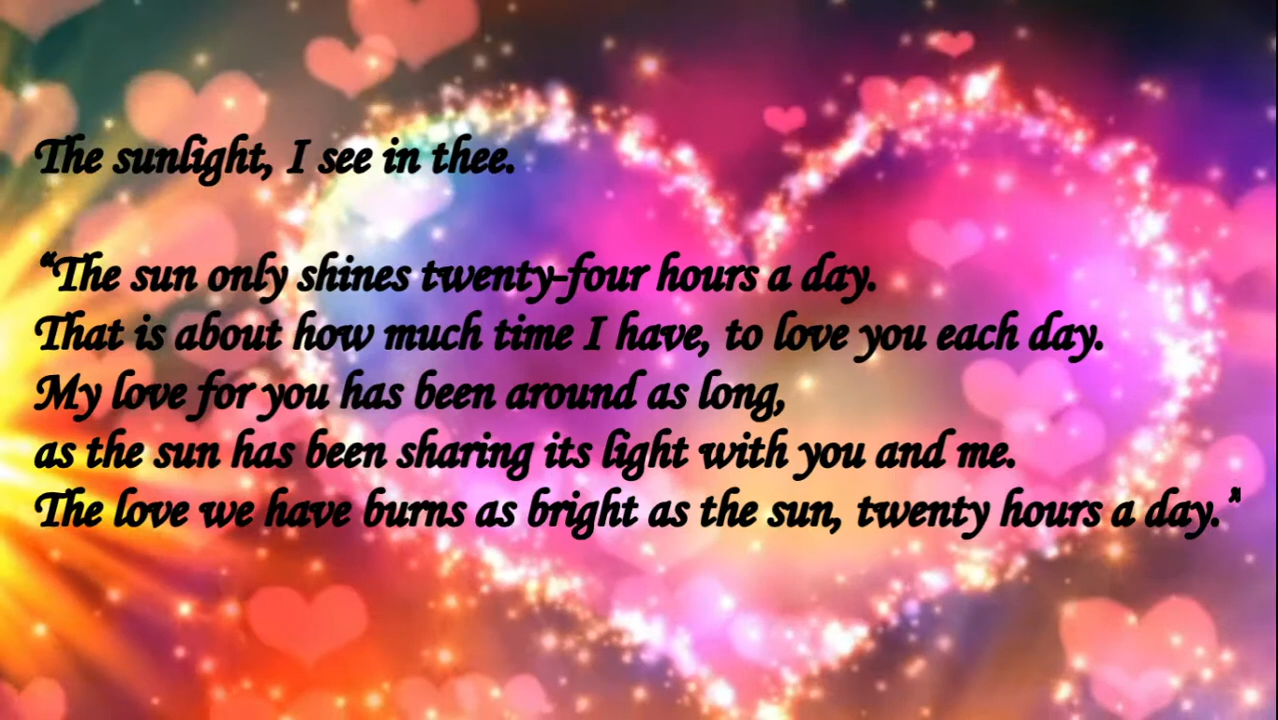 The sunlight, I see in thee.
“The sun only shines twenty-four hours a day.
That is about how much time I have, to love you each day.
My love for you has been around as long,
as the sun has been sharing its light with you and me.
The love we have burns as bright as the sun, twenty hours a day.”